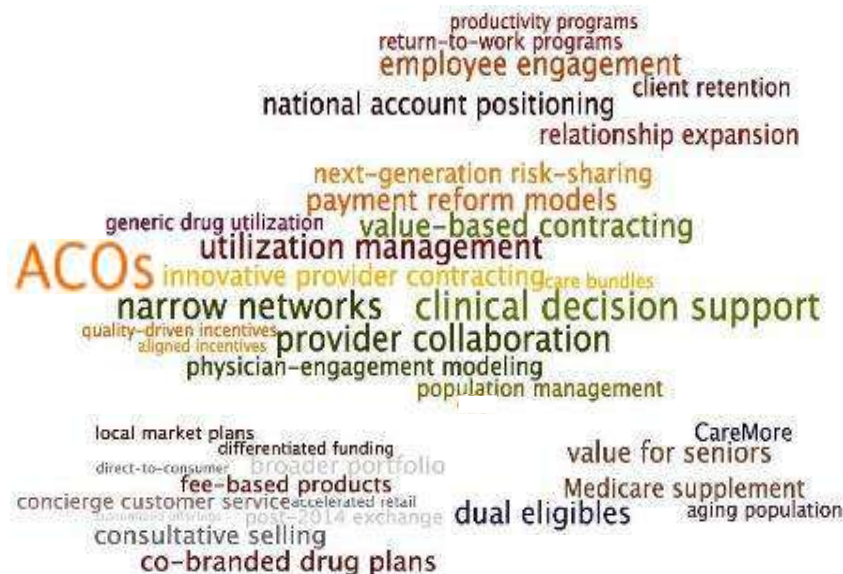 productivity programs
return-to-work programs
employee engagement
client retention
national account positioning
relationship expansion
next-generation risk-sharing
payment reform models
generic drug utilization
value-based contracting
utilization management
ACOs
innovative provider contracting
care bundles
narrow networks
clinical decision support
quality-driven incentives
provider collaboration
aligned incentives
physician-engagement modeling
population management
local market plans
differentiated funding
direct-to-consumer
broader portfolio
fee-based products
concierge customer service
accelerated retail
post-2014 exchange
consultative selling
co-branded drug plans
CareMore
value for seniors
Medicare supplement
dual eligibles
aging population